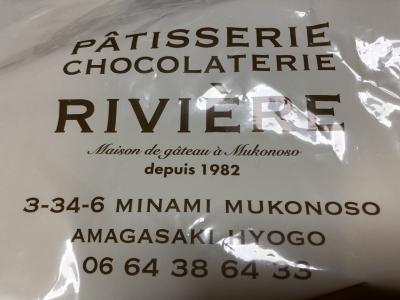 PÂTISSERIE
CHOCOLATERIE
RIVIÈRE
Maison de gâteau à Mukonoso
depuis 1982
3-34-6 MINAMI MUKONOSO
AMAGASAKI HYOGO
06 64 38 64 33